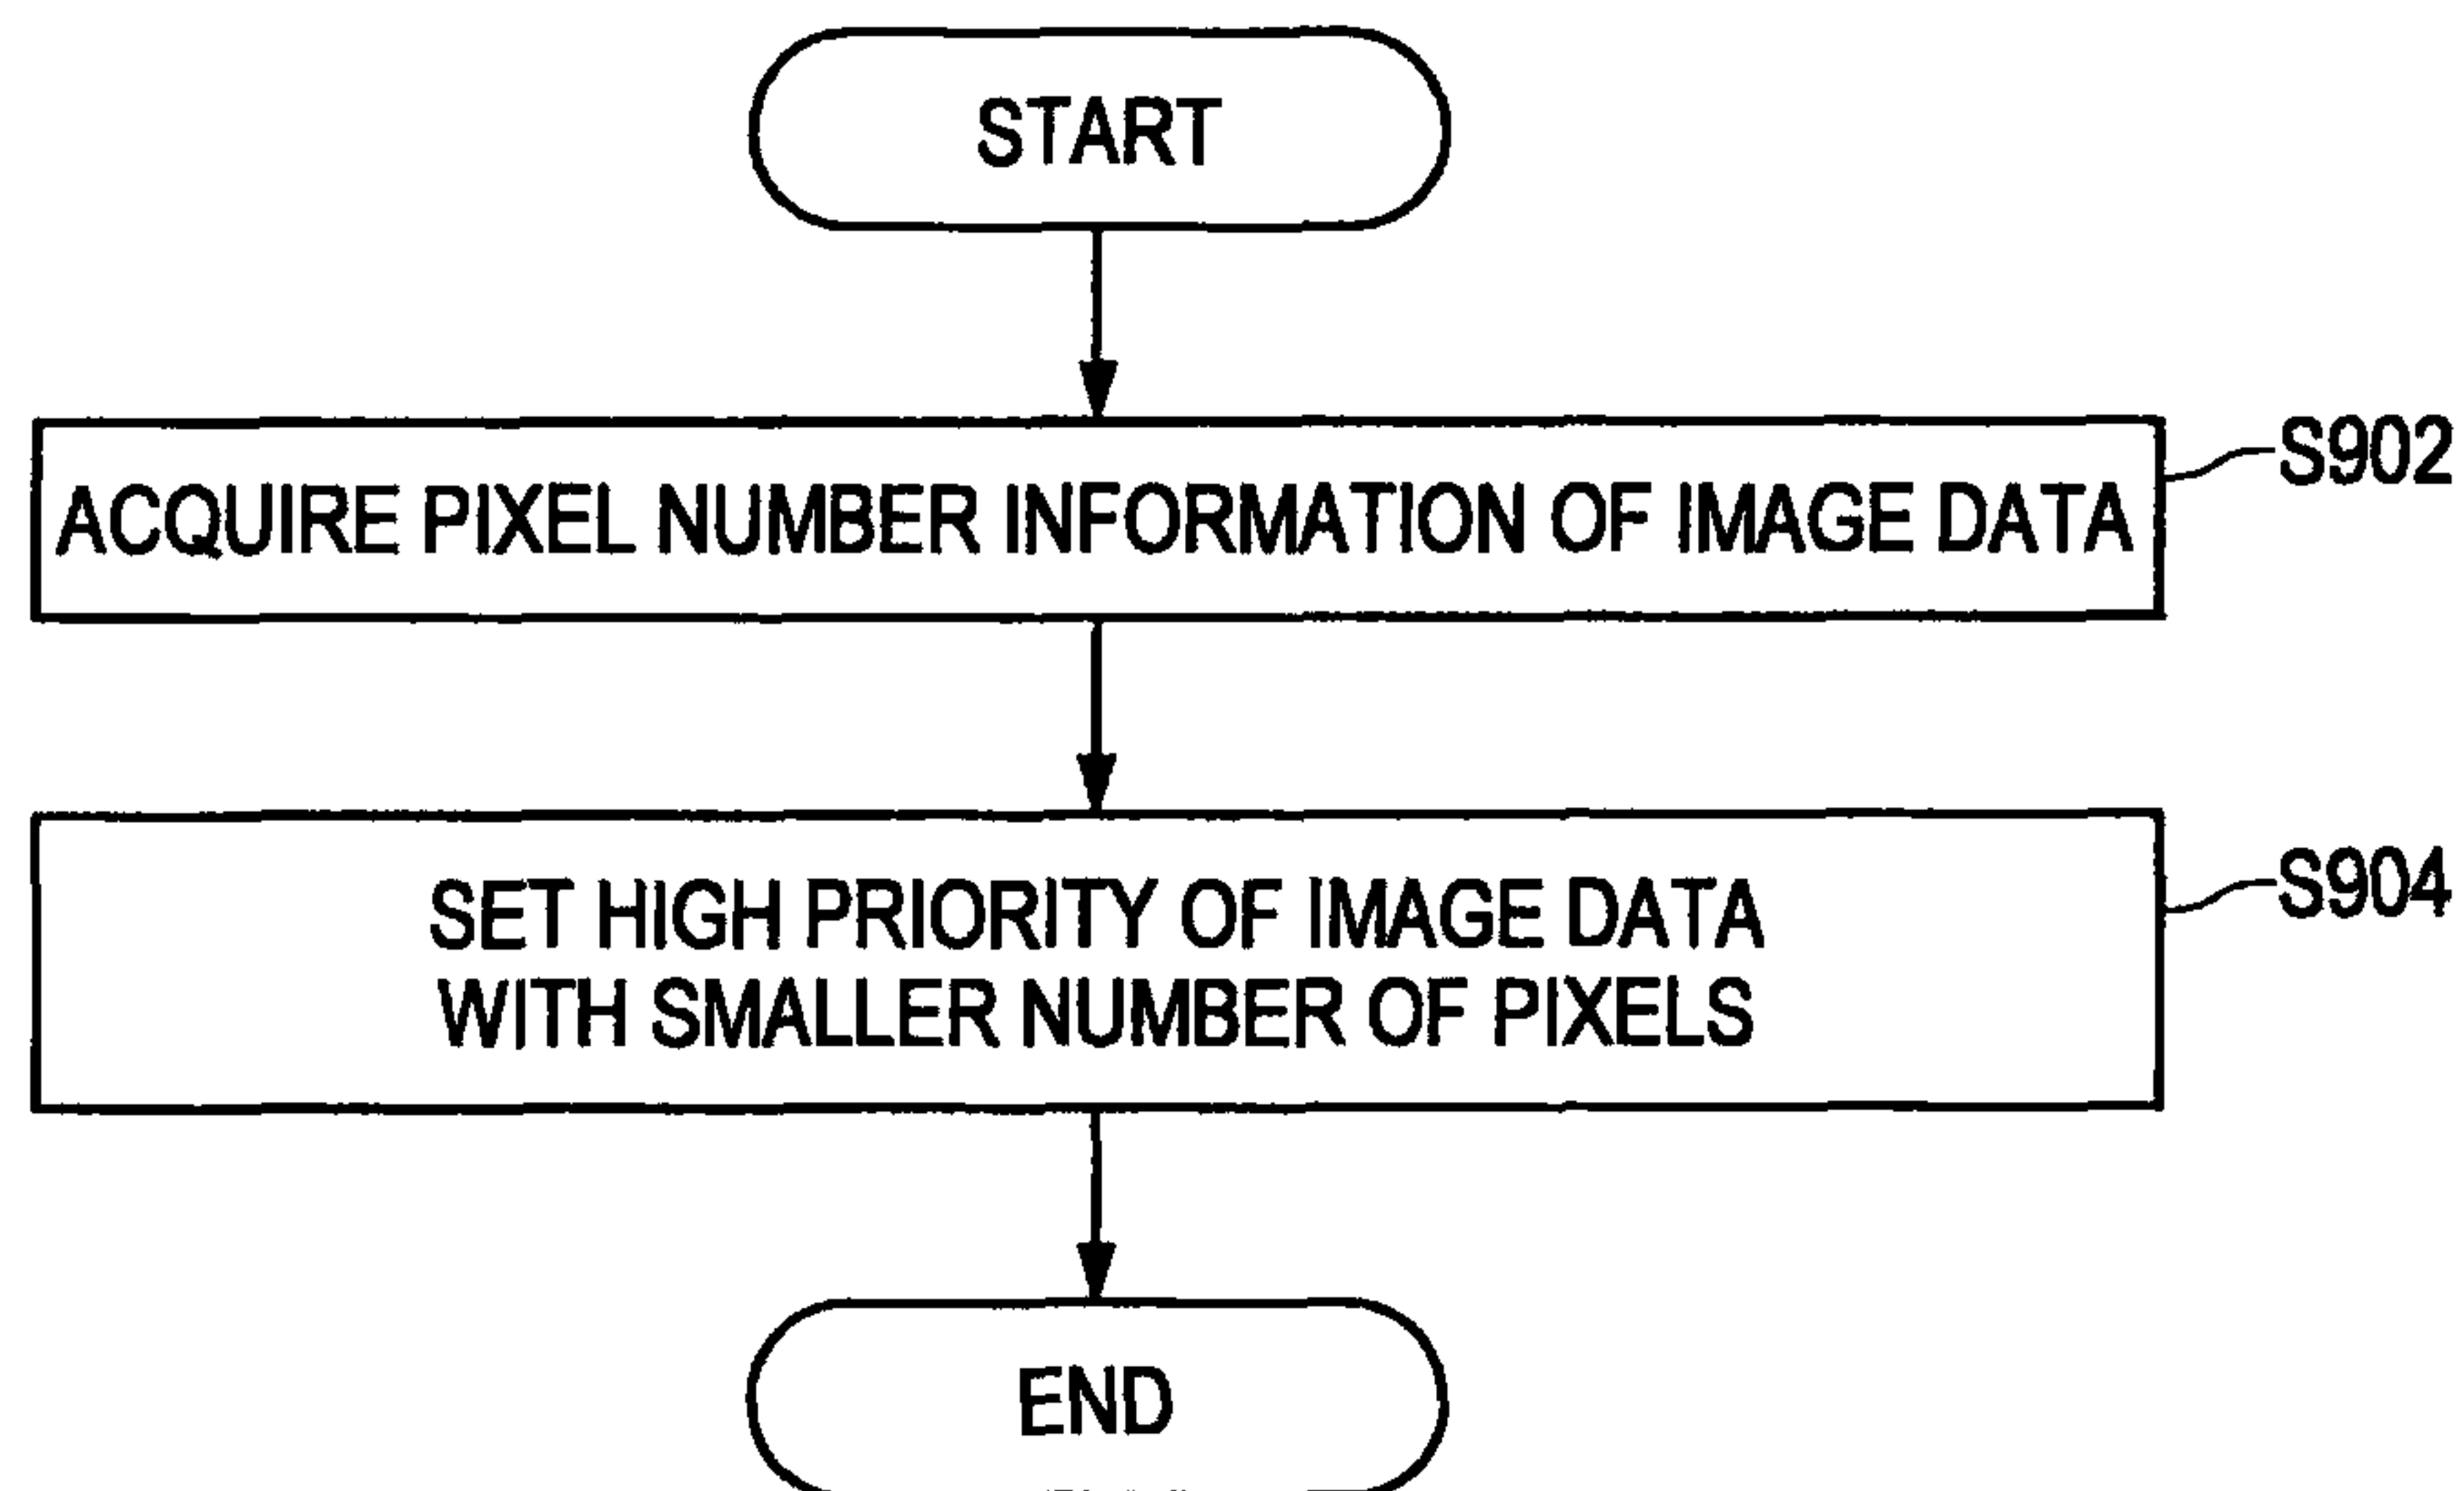 START
ACQUIRE PIXEL NUMBER INFORMATION OF IMAGE DATA
S902
SET HIGH PRIORITY OF IMAGE DATA
WITH SMALLER NUMBER OF PIXELS
S904
END